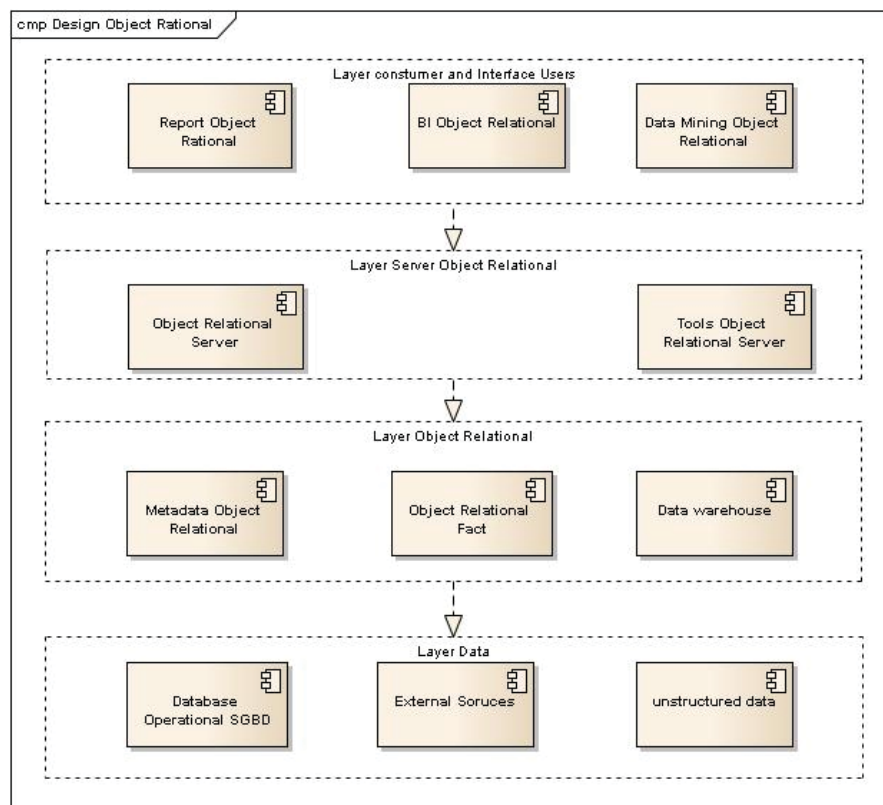 cmp Design Object Rational
Layer constumer and Interface Users
Report Object
Rational
BI Object Relational
Data Mining Object
Relational
Layer Server Object Relational
Object Relational
Server
Tools Object
Relational Server
Layer Object Relational
Metadata Object
Relational
Object Relational
Fact
Data warehouse
Layer Data
Database
Operational SGBD
External Soruces
unstructured data